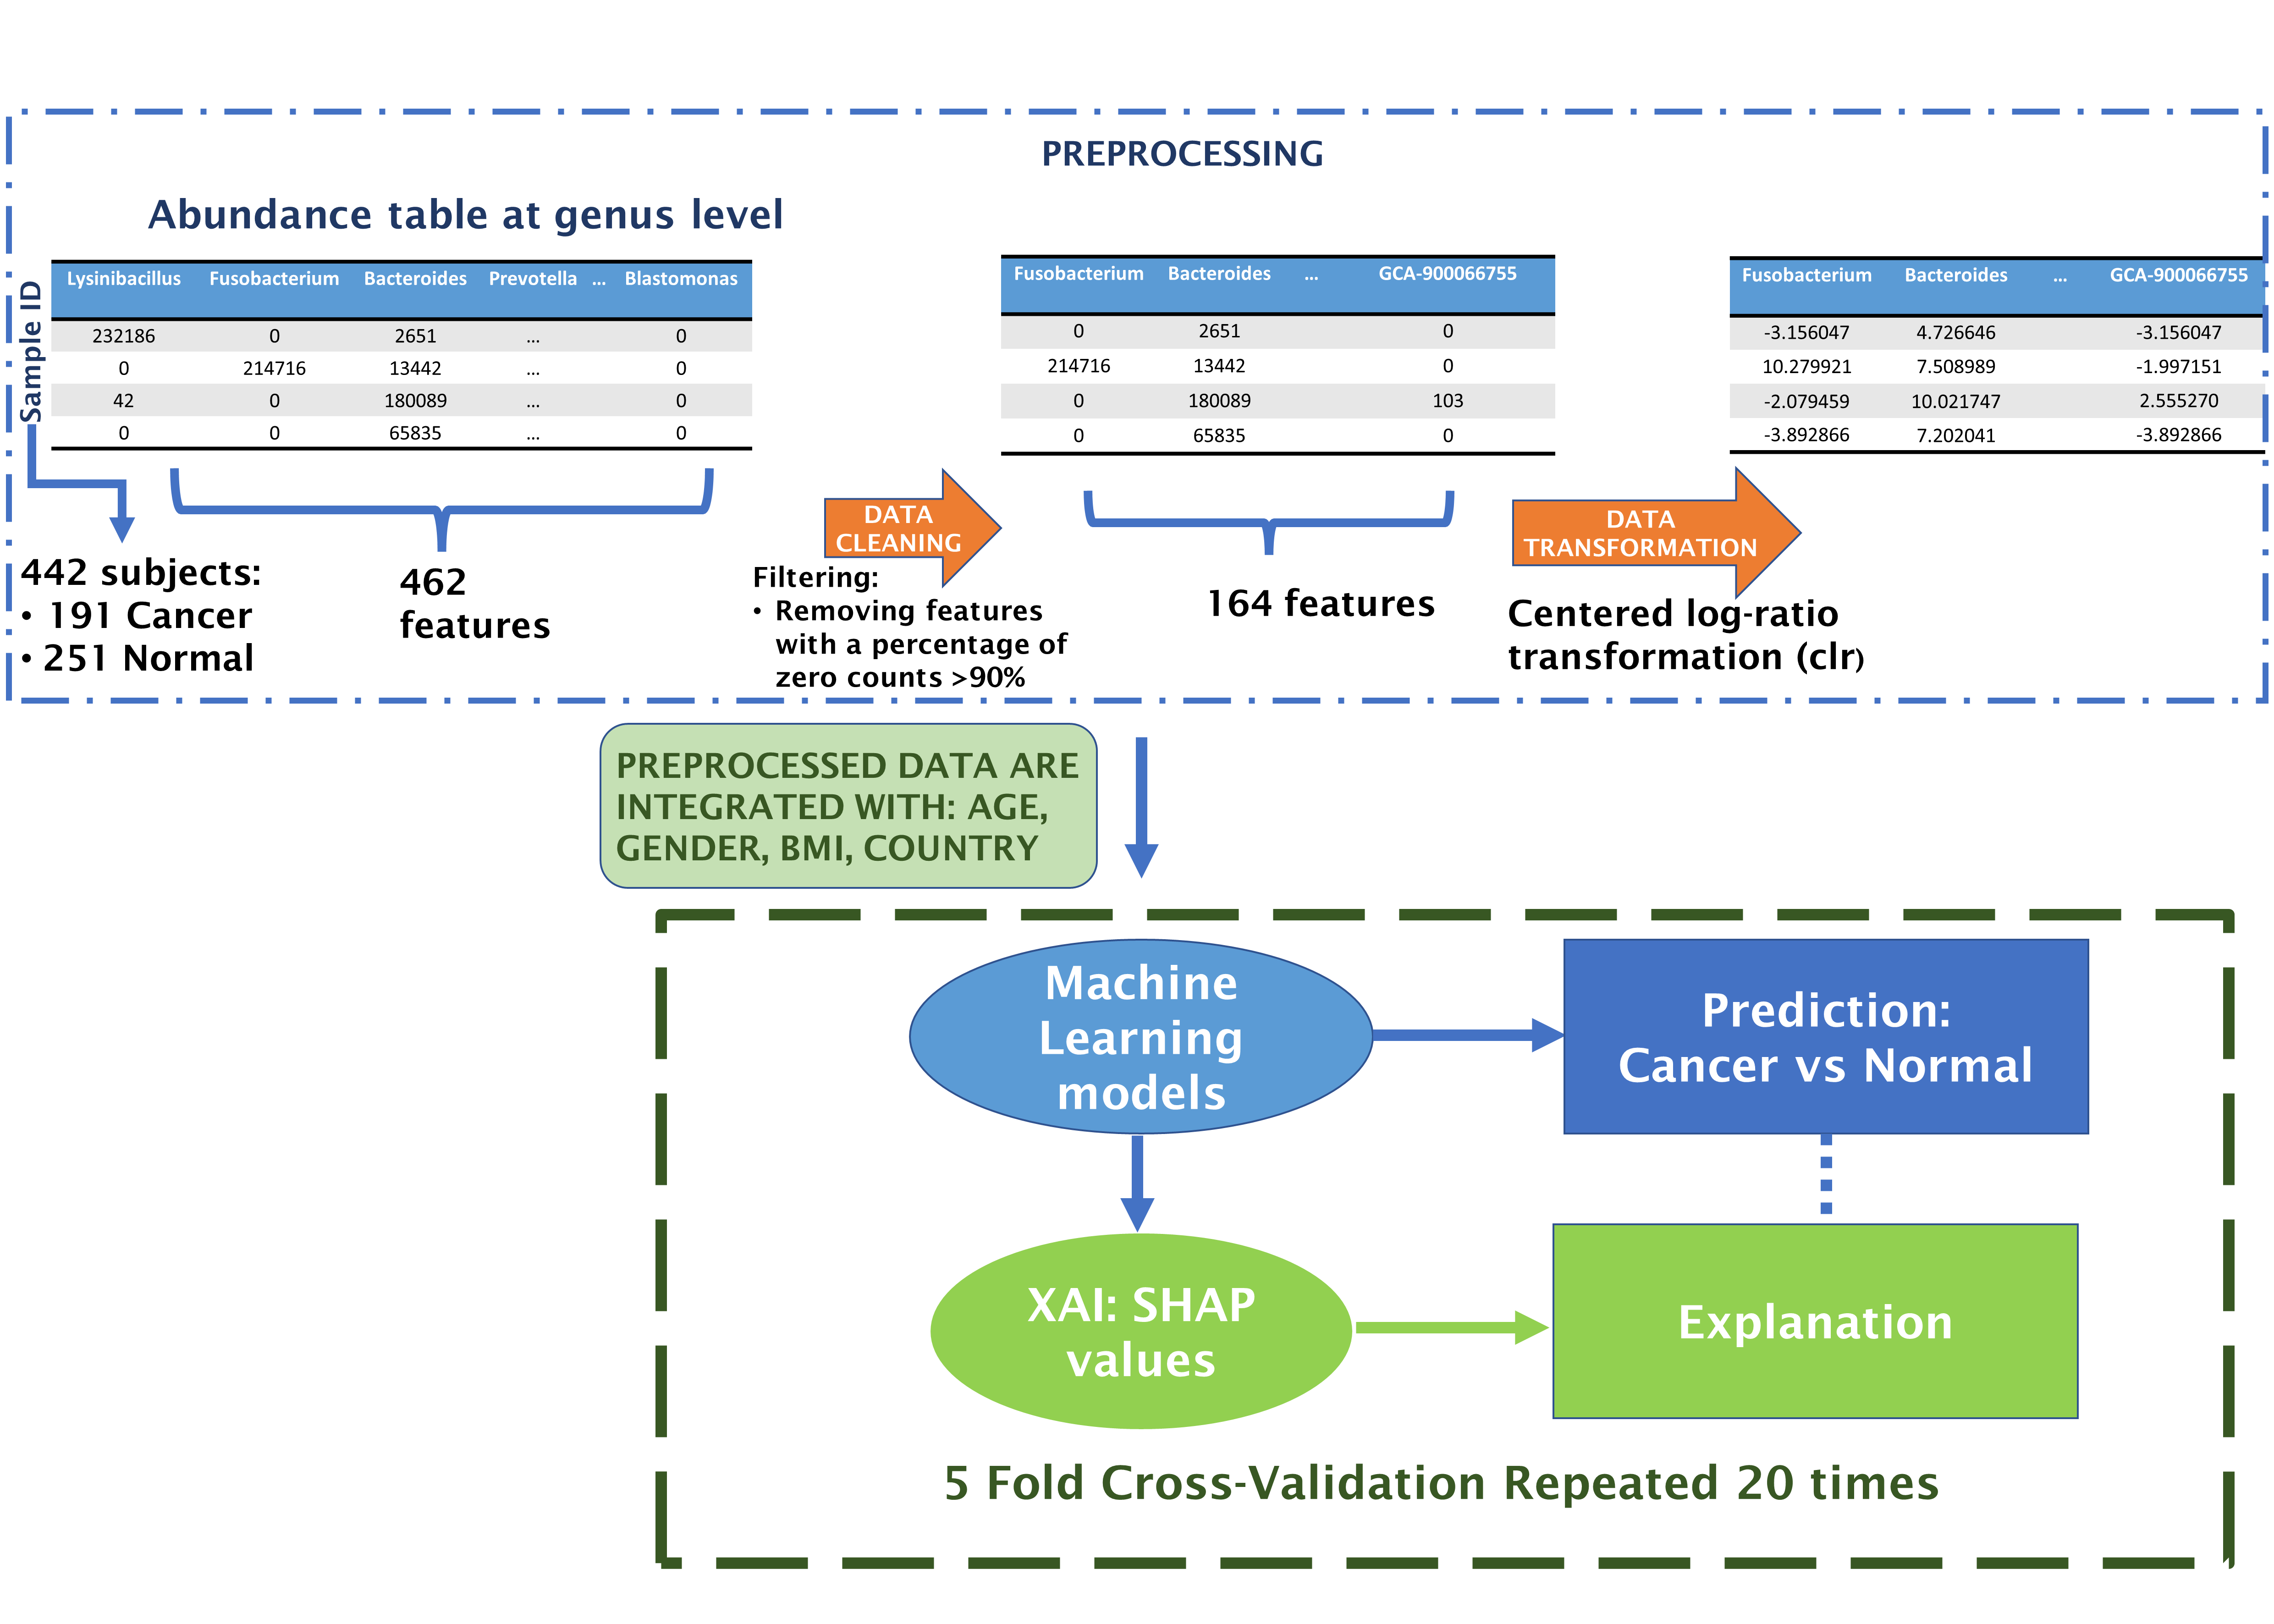 PREPROCESSING
Abundance table at genus level
Sample ID
Lysinibacillus Fusobacterium Bacteroides Prevotella ... Blastomonas
232186 0 2651 ... 0
0 214716 13442 ... 0
42 0 180089 ... 0
0 0 65835 ... 0
Fusobacterium Bacteroides ... GCA-900066755
0 2651 0
214716 13442 0
0 180089 103
0 65835 0
Fusobacterium Bacteroides ... GCA-900066755
-3.156047 4.726646 -3.156047
10.279921 7.508989 -1.997151
-2.079459 10.021747 2.555270
-3.892866 7.202041 -3.892866
442 subjects:
• 191 Cancer
• 251 Normal
462
features
DATA
CLEANING
Filtering:
• Removing features
with a percentage of
zero counts >90%
164 features
DATA
TRANSFORMATION
Centered log-ratio
transformation (clr)
PREPROCESSED DATA ARE
INTEGRATED WITH: AGE,
GENDER, BMI, COUNTRY
Machine
Learning
models
Prediction:
Cancer vs Normal
XAI: SHAP
values
Explanation
5 Fold Cross-Validation Repeated 20 times